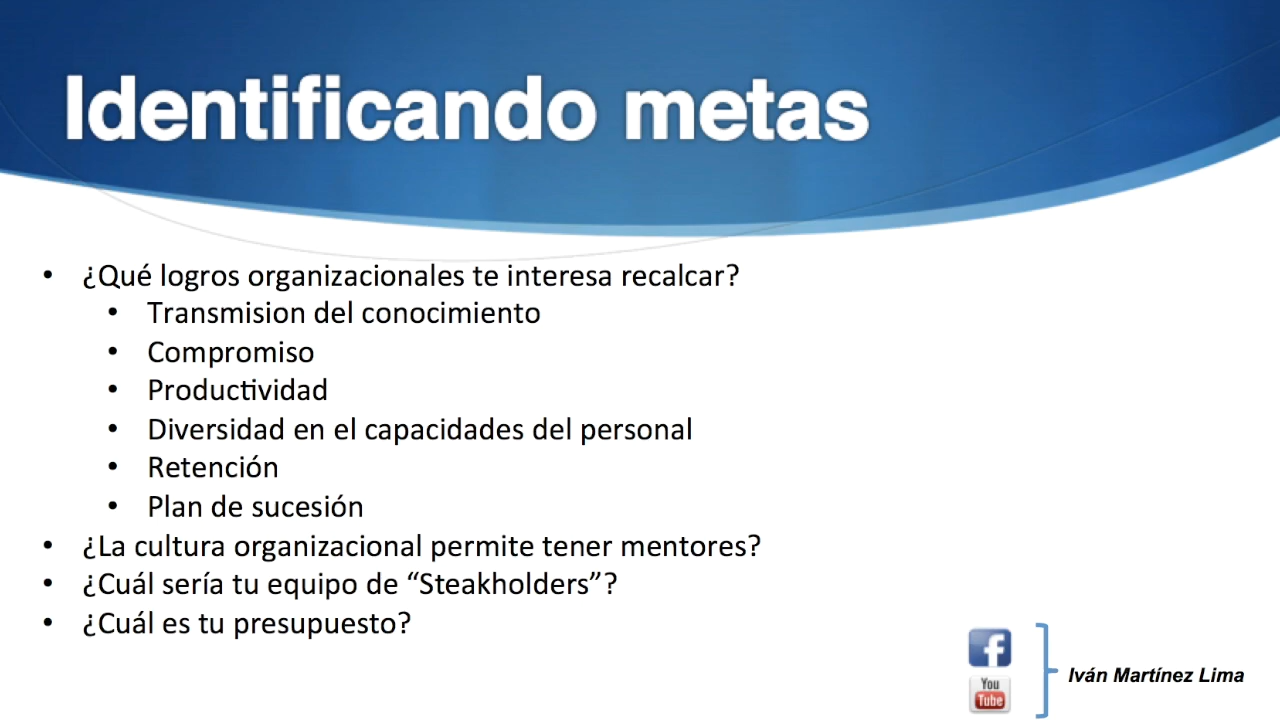 Identificando metas
• ¿Qué logros organizacionales te interesa recalcar?
• Transmision del conocimiento
• Compromiso
• Productividad
• Diversidad en el capacidades del personal
• Retención
• Plan de sucesión
• ¿La cultura organizacional permite tener mentores?
• ¿Cuál sería tu equipo de “Steakholders”?
• ¿Cuál es tu presupuesto?
f
You
Tube
Iván Martínez Lima